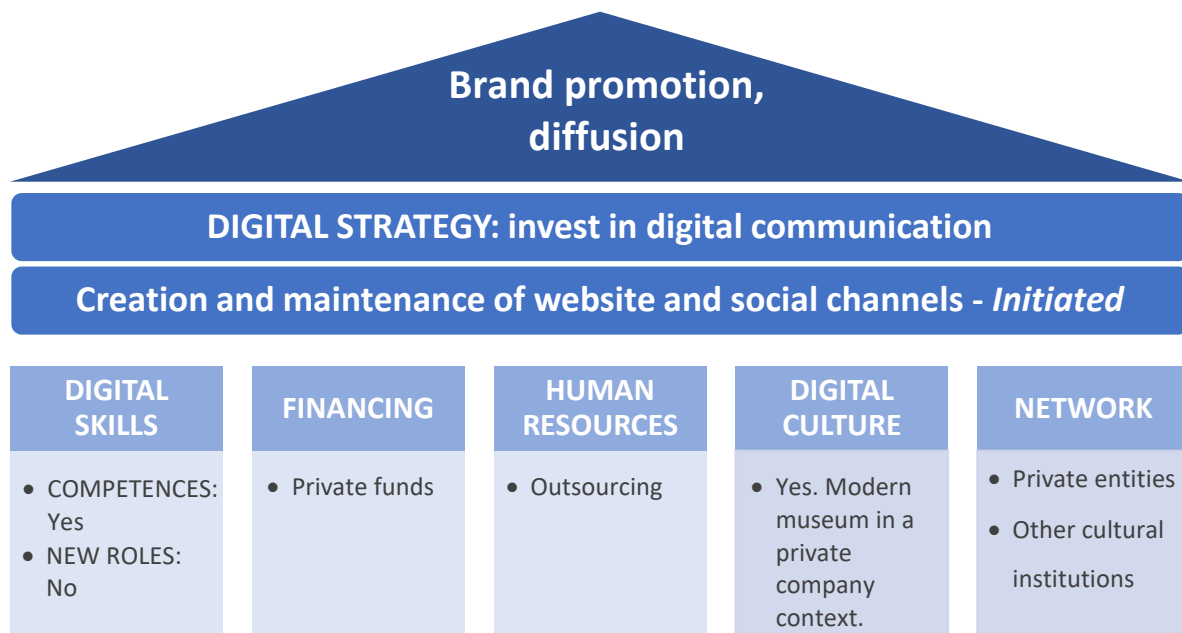 Brand promotion,
diffusion
DIGITAL STRATEGY: invest in digital communication
Creation and maintenance of website and social channels - Initiated
DIGITAL
SKILLS
• COMPETENCES:
Yes
• NEW ROLES:
No
FINANCING
• Private funds
HUMAN
RESOURCES
• Outsourcing
DIGITAL
CULTURE
• Yes. Modern
museum in a
private
company
context.
NETWORK
• Private entities
• Other cultural
institutions